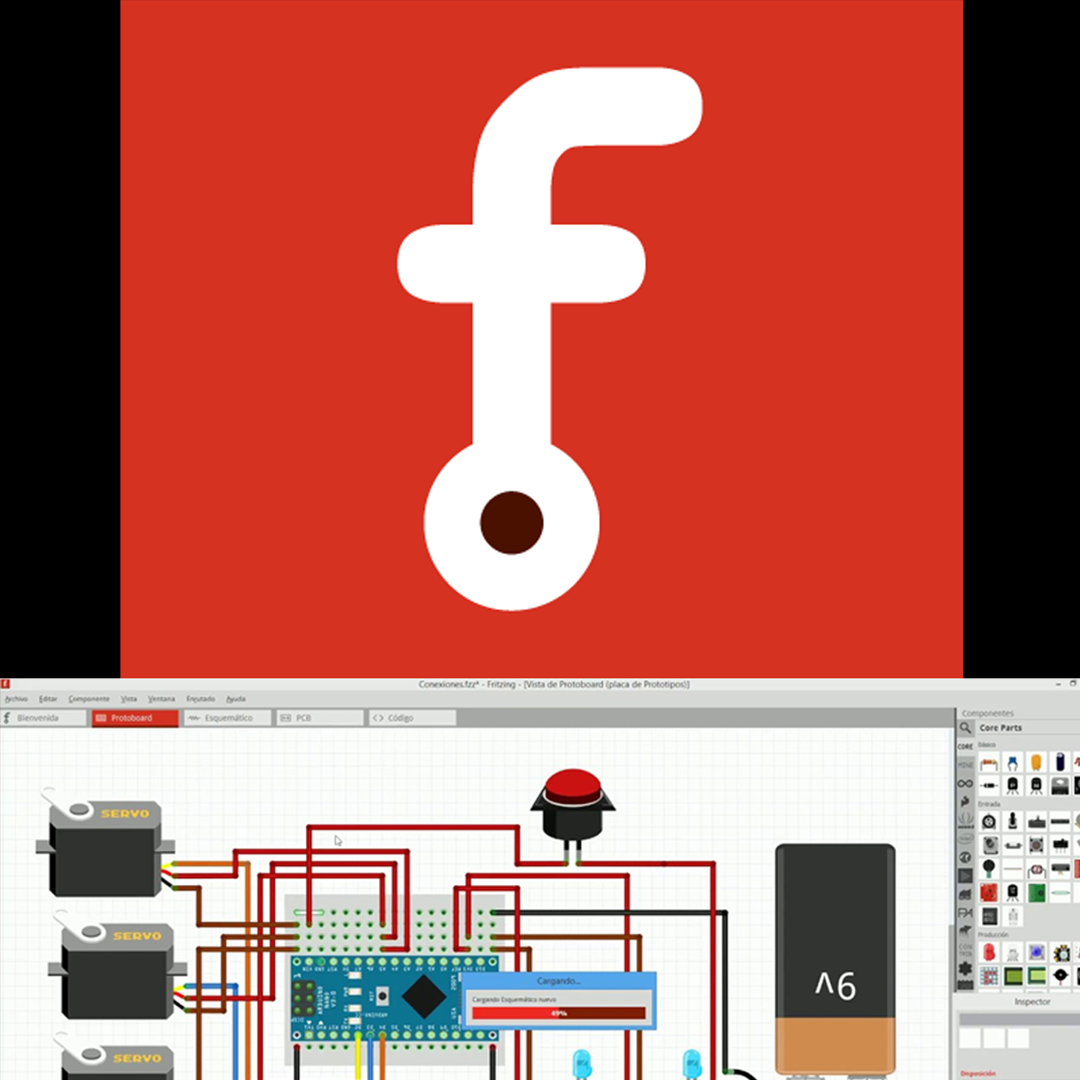 f
Conexiones.fzz* - Fritzing - [Vista de Protoboard (placa de Prototipos)]
Archivo Editar Componente Vista Ventana Enrutado Ayuda
Bienvenida Protoboard Esquemático PCB Código
Componentes
Core Parts
Básico
CORE
MINE
Entrada
Producción
SERVO
SERVO
SERVO
9V
Cargando...
Cargando Esquemático nuevo
49%
Inspector
Disposición